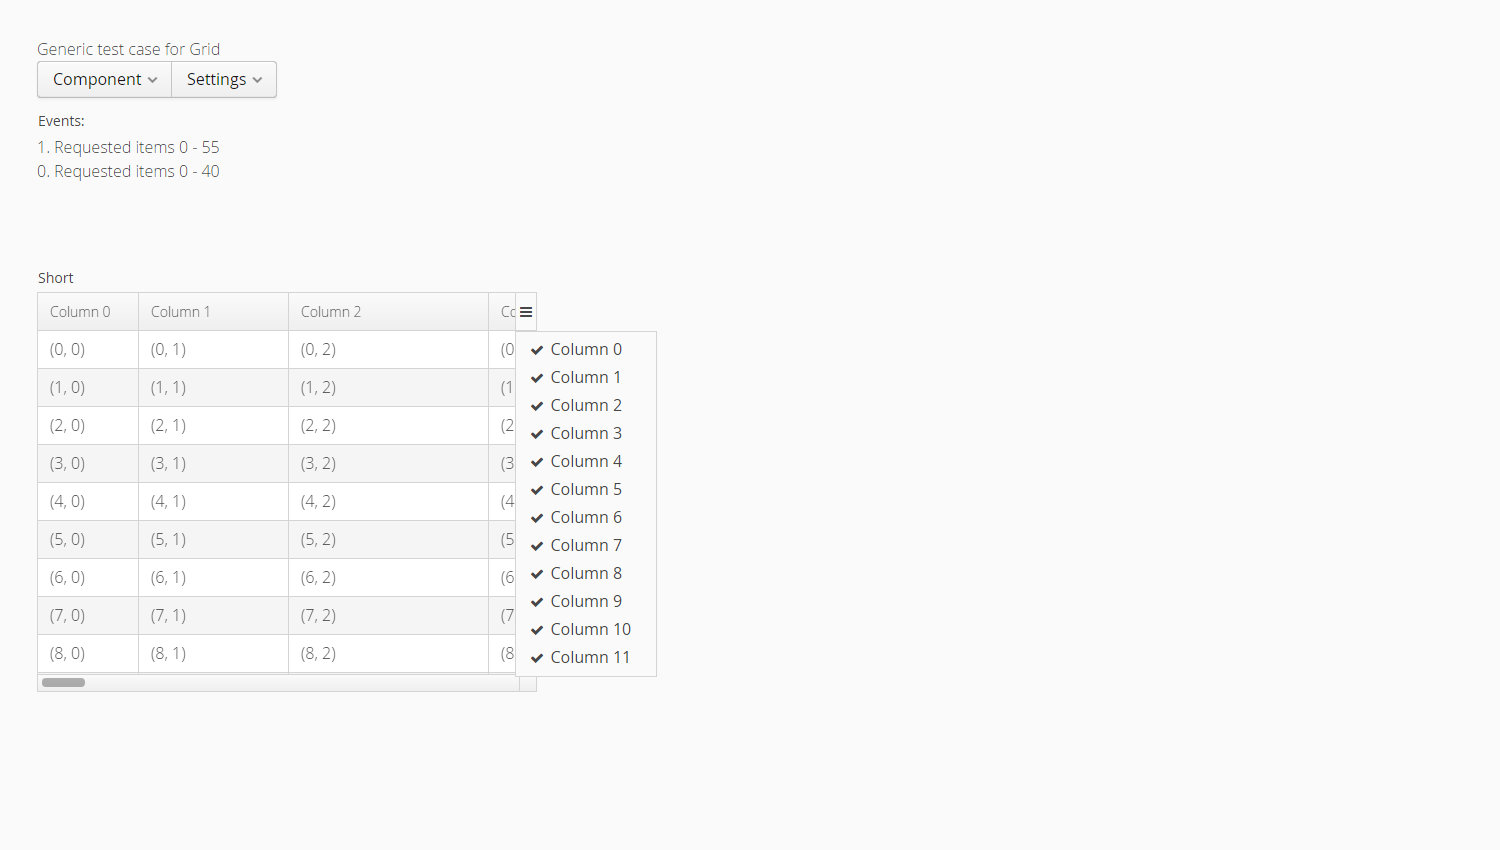 Generic test case for Grid
Component Settings
Events:
1. Requested items 0 - 55
0. Requested items 0 - 40
Short
Column 0 Column 1 Column 2 Co
(0, 0) (0, 1) (0, 2) (0
(1, 0) (1, 1) (1, 2) (1
(2, 0) (2, 1) (2, 2) (2
(3, 0) (3, 1) (3, 2) (3
(4, 0) (4, 1) (4, 2) (4
(5, 0) (5, 1) (5, 2) (5
(6, 0) (6, 1) (6, 2) (6
(7, 0) (7, 1) (7, 2) (7
(8, 0) (8, 1) (8, 2) (8
Column 0
Column 1
Column 2
Column 3
Column 4
Column 5
Column 6
Column 7
Column 8
Column 9
Column 10
Column 11